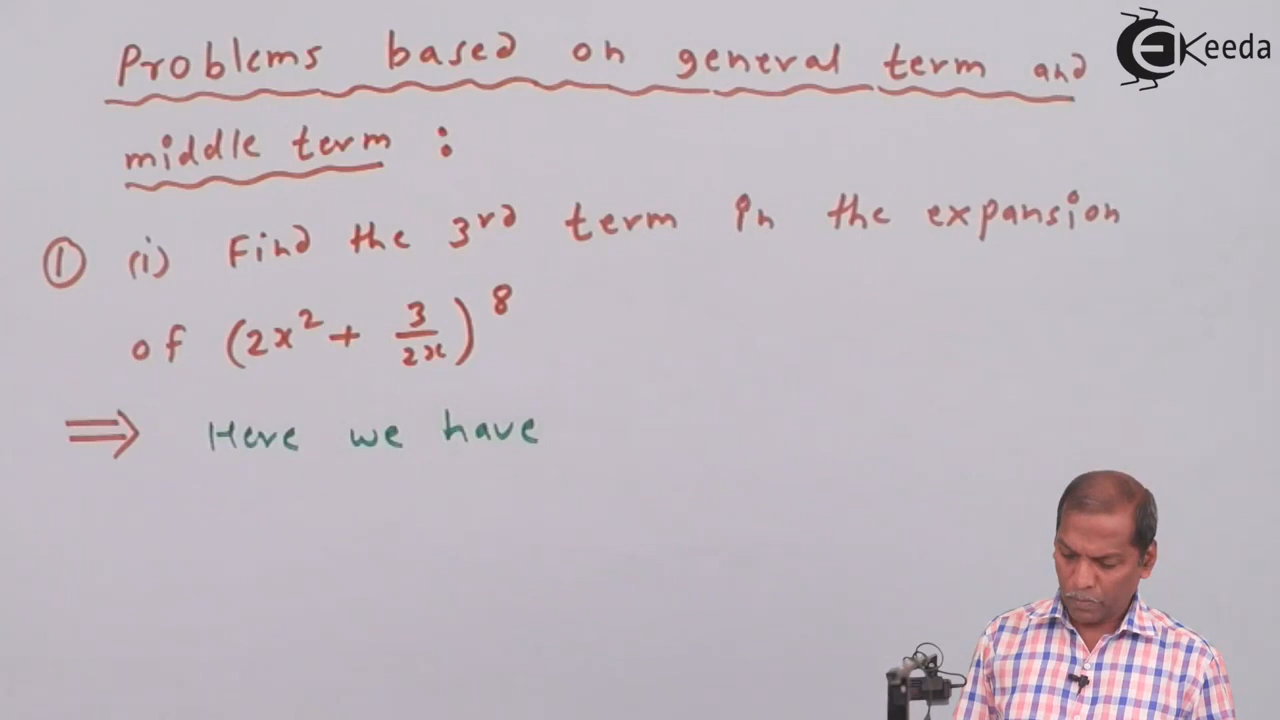 Problems based on general term and
middle term :
① (i) Find the 3rd term in the expansion
of (2x² + 3/2x)⁸
⇒ Here we have
EKeeda